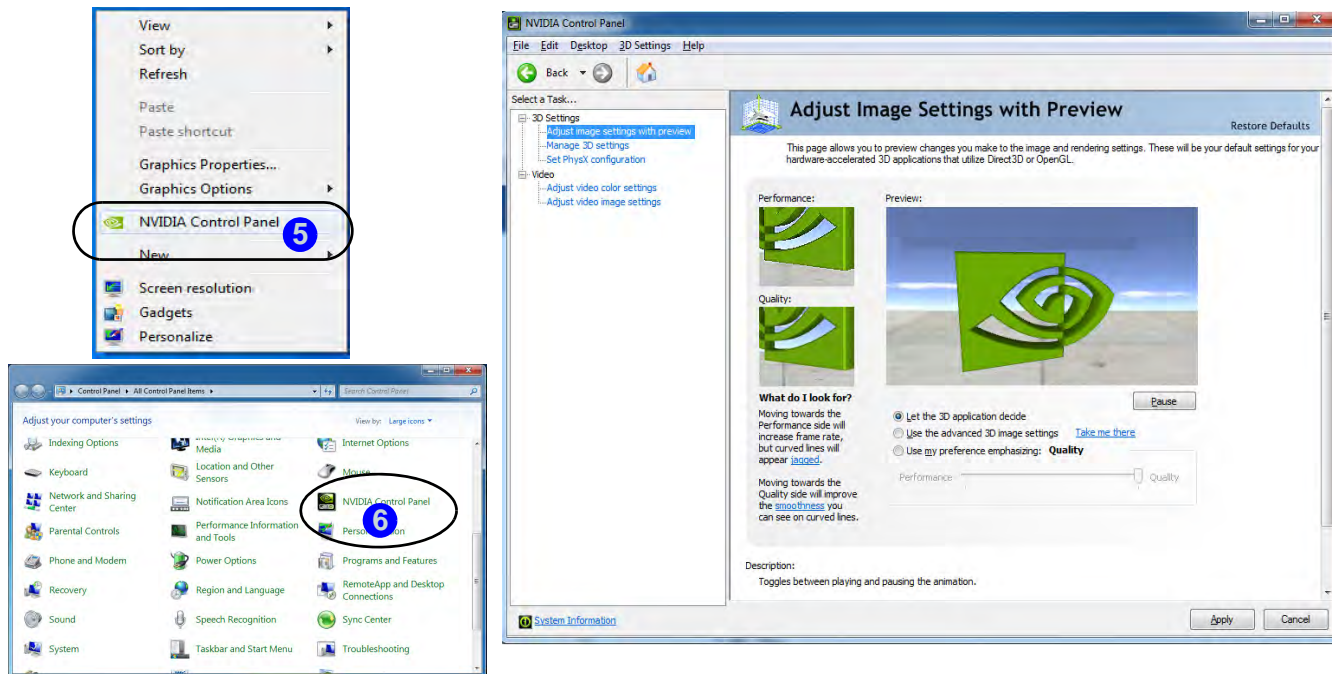 View
Sort by
Refresh
Paste
Paste shortcut
Graphics Properties...
Graphics Options
NVIDIA Control Panel
5
New
Screen resolution
Gadgets
Personalize
Control Panel
All Control Panel Items
Search Control Panel
Adjust your computer's settings
View by: Large icons
Indexing Options
Media
Internet Options
Keyboard
Location and Other
Sensors
Mouse
Network and Sharing
Center
Notification Area Icons
NVIDIA Control Panel
6
Parental Controls
Performance Information
and Tools
Phone and Modem
Power Options
Programs and Features
Recovery
Region and Language
RemoteApp and Desktop
Connections
Sound
Speech Recognition
Sync Center
System
Taskbar and Start Menu
Troubleshooting
NVIDIA Control Panel
File Edit Desktop 3D Settings Help
Back
Select a Task...
3D Settings
Adjust image settings with preview
Manage 3D settings
Set PhysX configuration
Video
Adjust video color settings
Adjust video image settings
Adjust Image Settings with Preview
Restore Defaults
This page allows you to preview changes you make to the image and rendering settings. These will be your default settings for your
hardware-accelerated 3D applications that utilize Direct3D or OpenGL.
Performance:
Preview:
Quality:
What do I look for?
Moving towards the
Performance side will
increase frame rate,
but curved lines will
appear jagged.
Moving towards the
Quality side will improve
the smoothness you
can see on curved lines.
Pause
Let the 3D application decide
Use the advanced 3D image settings Take me there
Use my preference emphasizing: Quality
Performance Quality
Description:
Toggles between playing and pausing the animation.
System Information
Apply Cancel